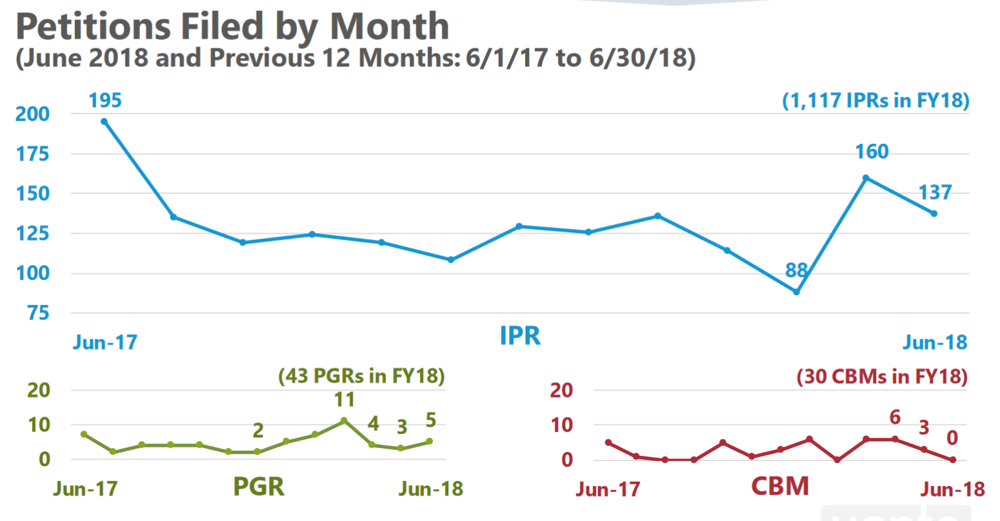 Petitions Filed by Month
(June 2018 and Previous 12 Months: 6/1/17 to 6/30/18)
195
(1,117 IPRs in FY18)
200
175
160
150
137
125
100
88
75
IPR
Jun-17
Jun-18
(43 PGRs in FY18)
20
11
10
2
4
3
5
0
Jun-17
PGR
Jun-18
(30 CBMs in FY18)
20
6
10
3
0
0
Jun-17
CBM
Jun-18